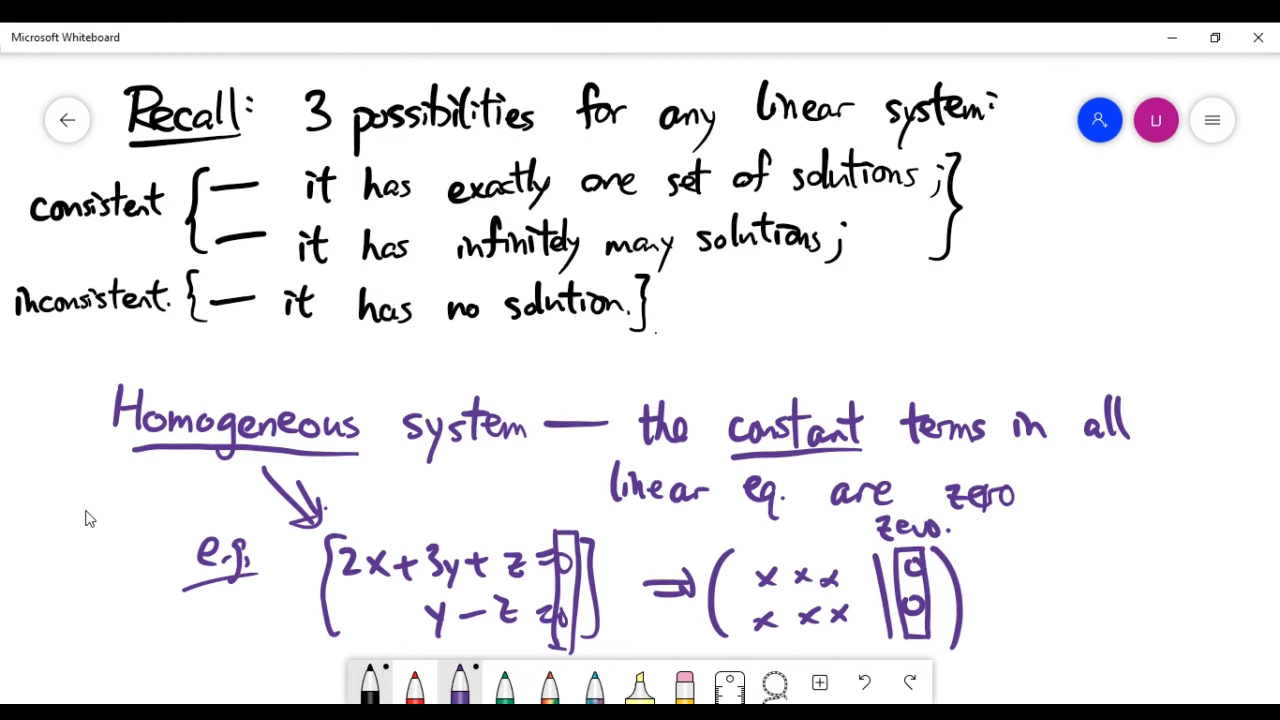 Microsoft Whiteboard
Recall: 3 possibilities for any linear system:
consistent { — it has exactly one set of solutions ; }
— it has infinitely many solutions ;
inconsistent. { — it has no solution. }
Homogeneous system — the constant terms in all
linear eq. are zero
zero.
e.g. { 2x + 3y + z = 0
y − z = 0 } ⇒ ( x x x | 0
x x x | 0 )
U